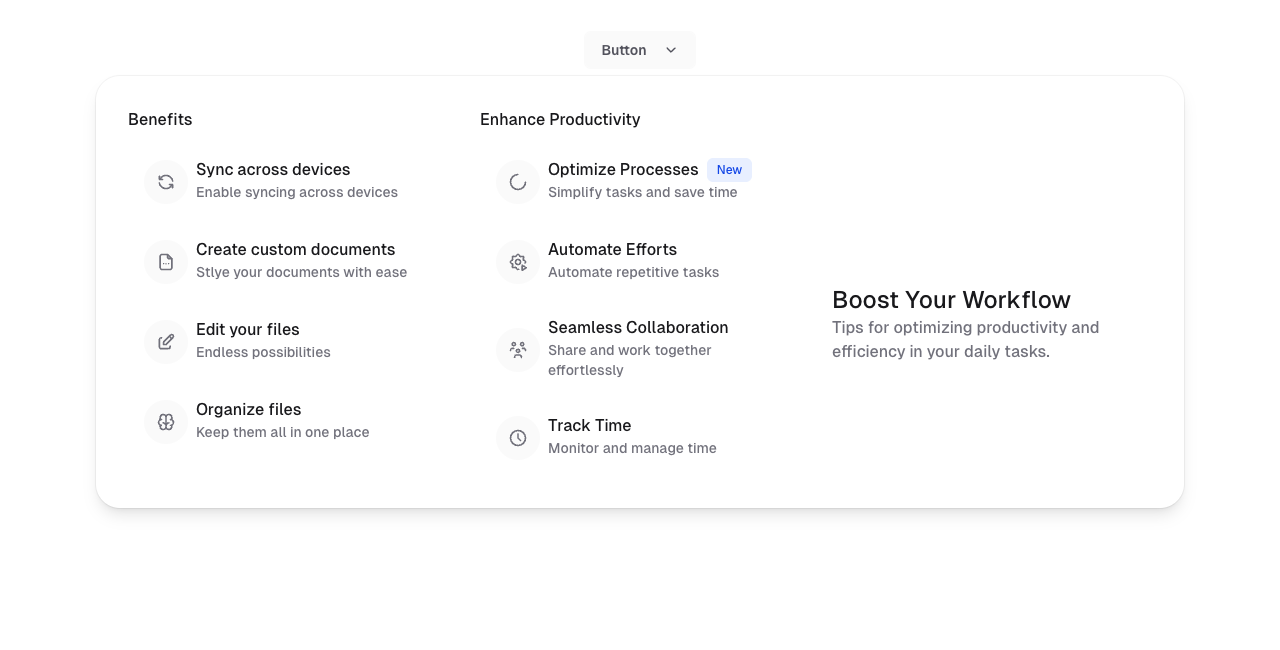 Button
Benefits
Sync across devices
Enable syncing across devices
Create custom documents
Stlye your documents with ease
Edit your files
Endless possibilities
Organize files
Keep them all in one place
Enhance Productivity
Optimize Processes New
Simplify tasks and save time
Automate Efforts
Automate repetitive tasks
Seamless Collaboration
Share and work together
effortlessly
Track Time
Monitor and manage time
Boost Your Workflow
Tips for optimizing productivity and
efficiency in your daily tasks.